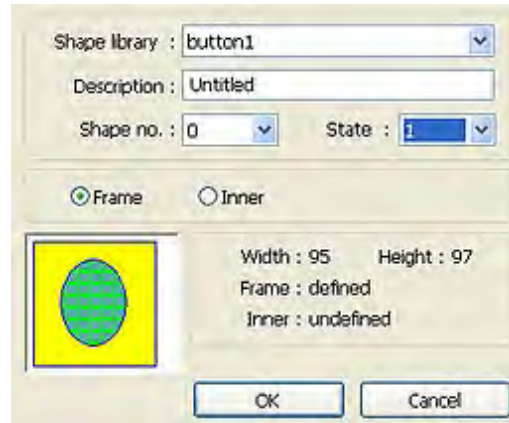 Shape library : button1
Description : Untitled
Shape no. : 0 State : 1
Frame Inner
Width : 95 Height : 97
Frame : defined
Inner : undefined
OK Cancel